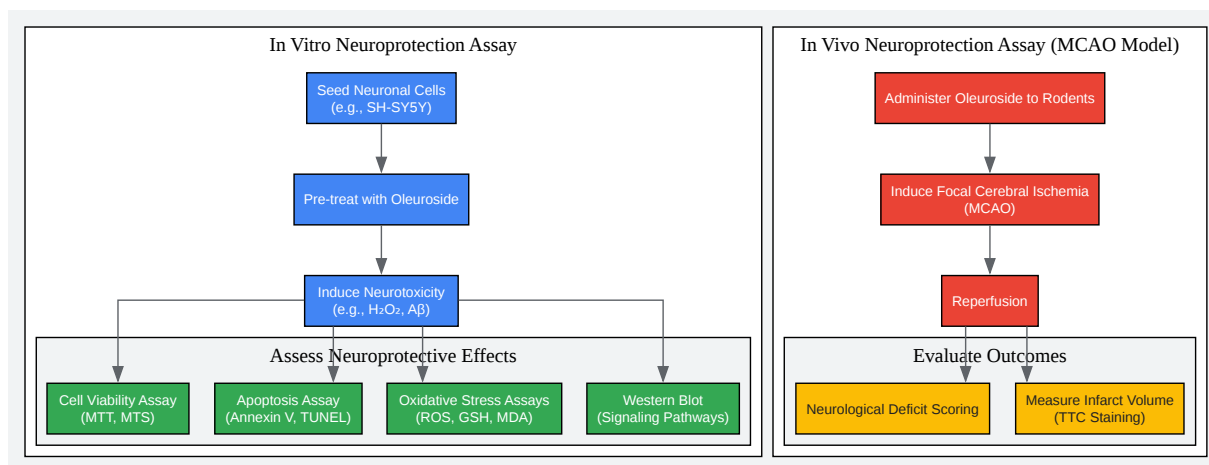 In Vitro Neuroprotection Assay
Seed Neuronal Cells
(e.g., SH-SY5Y)
Pre-treat with Oleuroside
Induce Neurotoxicity
(e.g., H₂O₂, Aβ)
Assess Neuroprotective Effects
Cell Viability Assay
(MTT, MTS)
Apoptosis Assay
(Annexin V, TUNEL)
Oxidative Stress Assays
(ROS, GSH, MDA)
Western Blot
(Signaling Pathways)
In Vivo Neuroprotection Assay (MCAO Model)
Administer Oleuroside to Rodents
Induce Focal Cerebral Ischemia
(MCAO)
Reperfusion
Evaluate Outcomes
Neurological Deficit Scoring
Measure Infarct Volume
(TTC Staining)